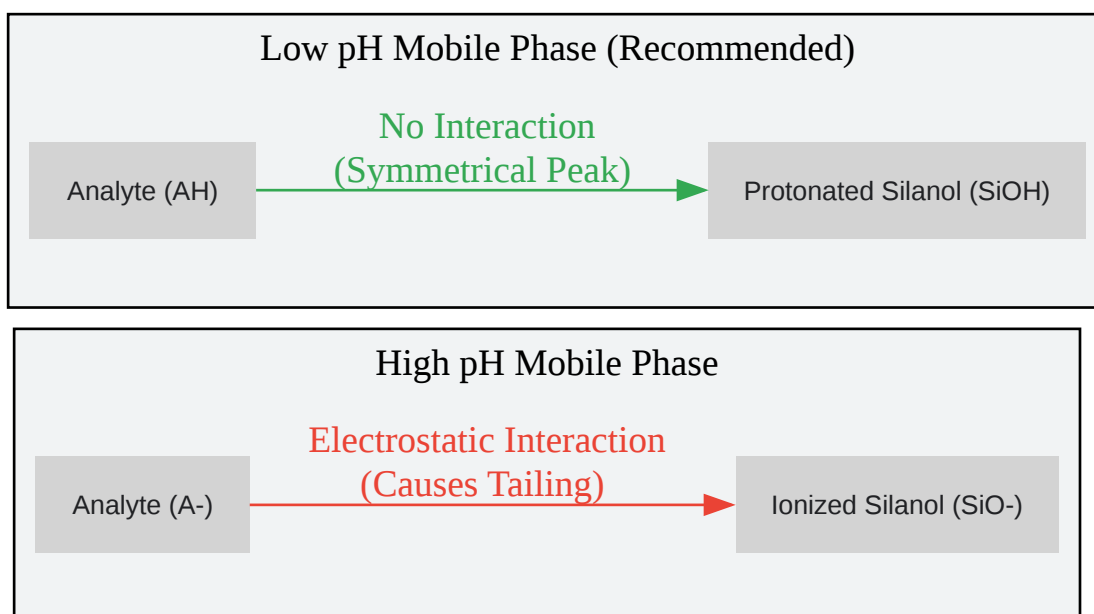 Low pH Mobile Phase (Recommended)
No Interaction
(Symmetrical Peak)
Analyte (AH)
Protonated Silanol (SiOH)
High pH Mobile Phase
Electrostatic Interaction
(Causes Tailing)
Analyte (A-)
Ionized Silanol (SiO-)